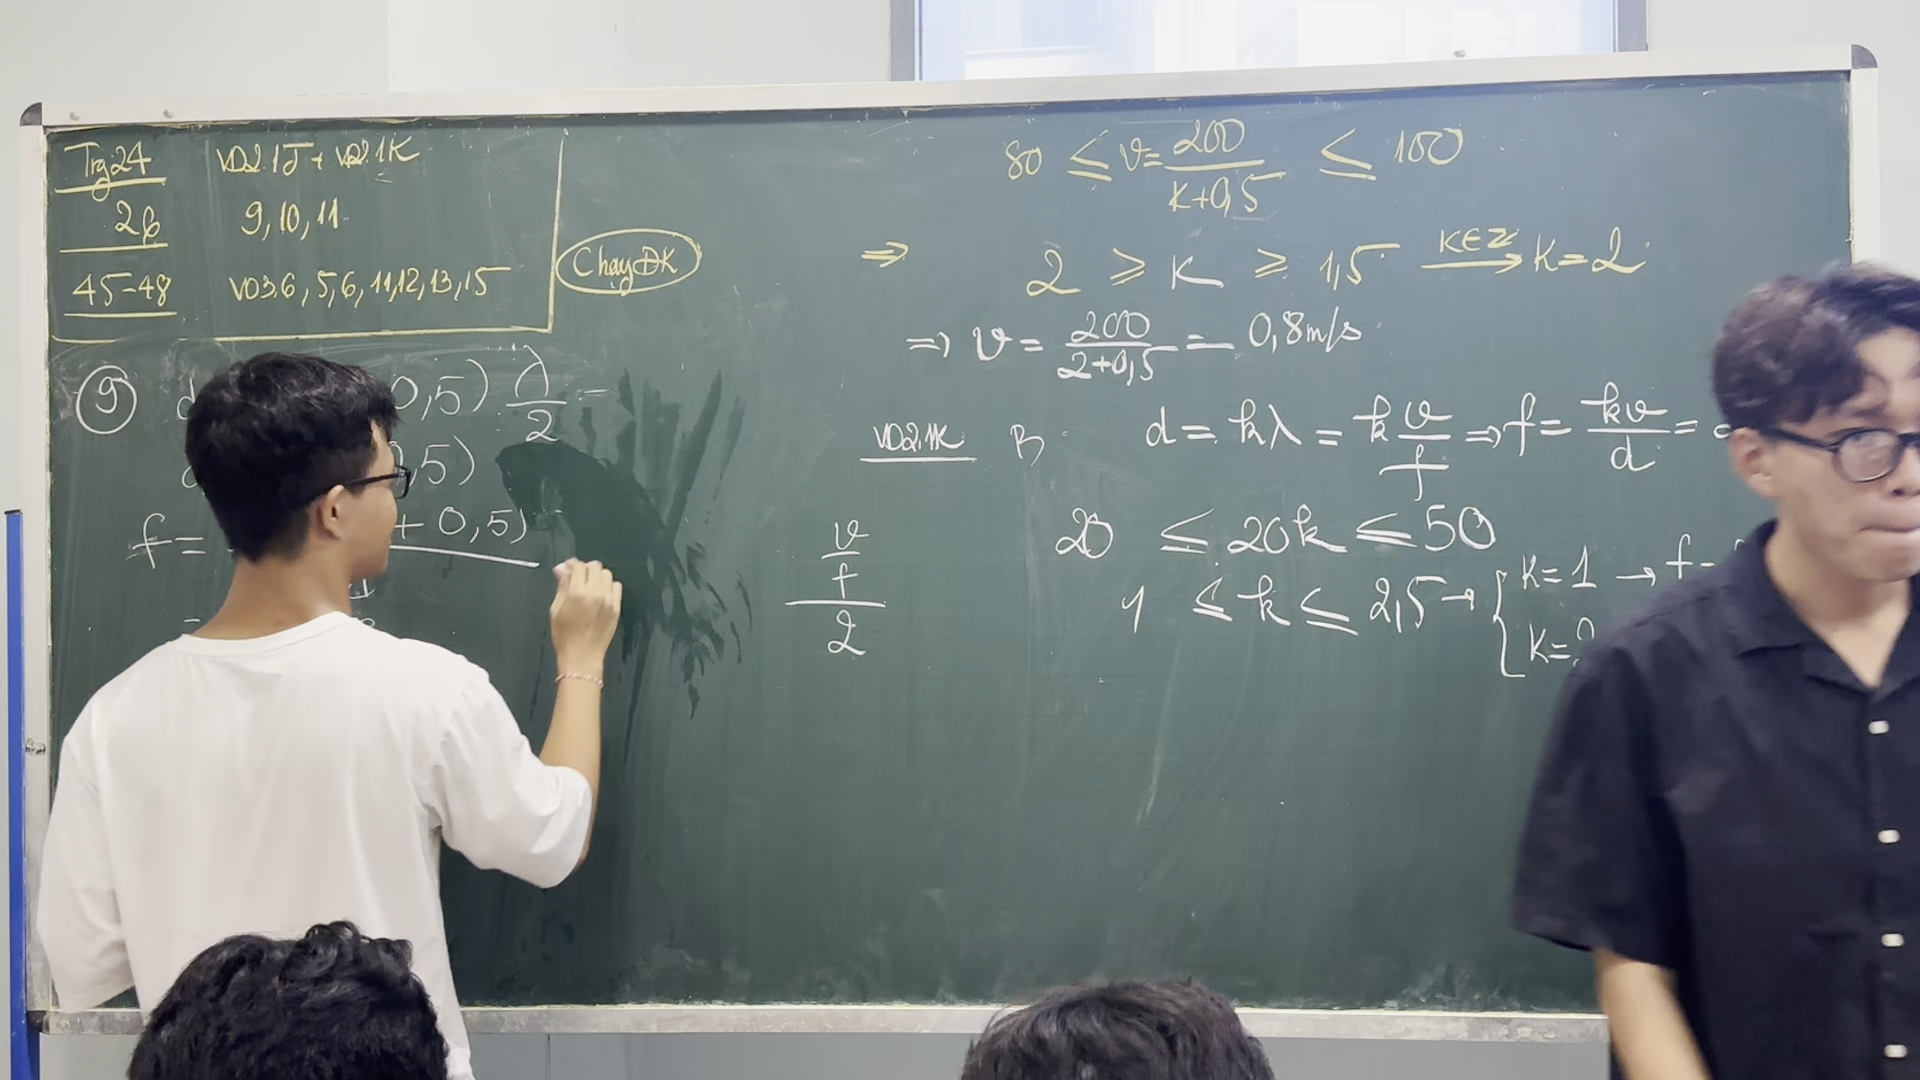 Trg 24 VD2.1J + VD2.1K
26 9, 10, 11
45-48 VD3.6, 5, 6, 11, 12, 13, 15
Chạy ĐK
80 ≤ v = 200/(K+0,5) ≤ 100
⇒ 2 ≥ K ≥ 1,5 K∈Z → K = 2
⇒ v = 200/(2+0,5) = 0,8 m/s
9 d 0,5) λ/2 =
0,5)
f = + 0,5)
=
v/f
2
VD2.1K B d = kλ = k v/f ⇒ f = kv/d =
20 ≤ 20k ≤ 50
1 ≤ k ≤ 2,5 → { k = 1 → f =
k =